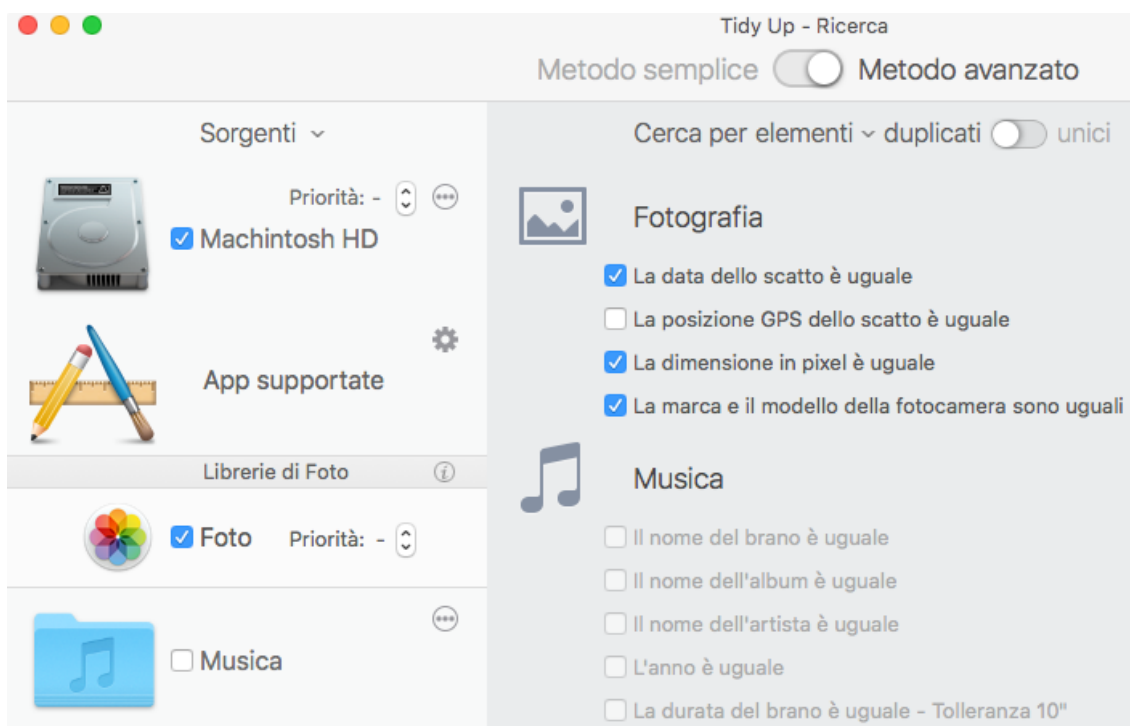 Tidy Up - Ricerca
Metodo semplice Metodo avanzato
Sorgenti
Priorità: -
Machintosh HD
App supportate
Librerie di Foto
Foto Priorità: -
Musica
Cerca per elementi duplicati unici
Fotografia
La data dello scatto è uguale
La posizione GPS dello scatto è uguale
La dimensione in pixel è uguale
La marca e il modello della fotocamera sono uguali
Musica
Il nome del brano è uguale
Il nome dell'album è uguale
Il nome dell'artista è uguale
L'anno è uguale
La durata del brano è uguale - Tolleranza 10"